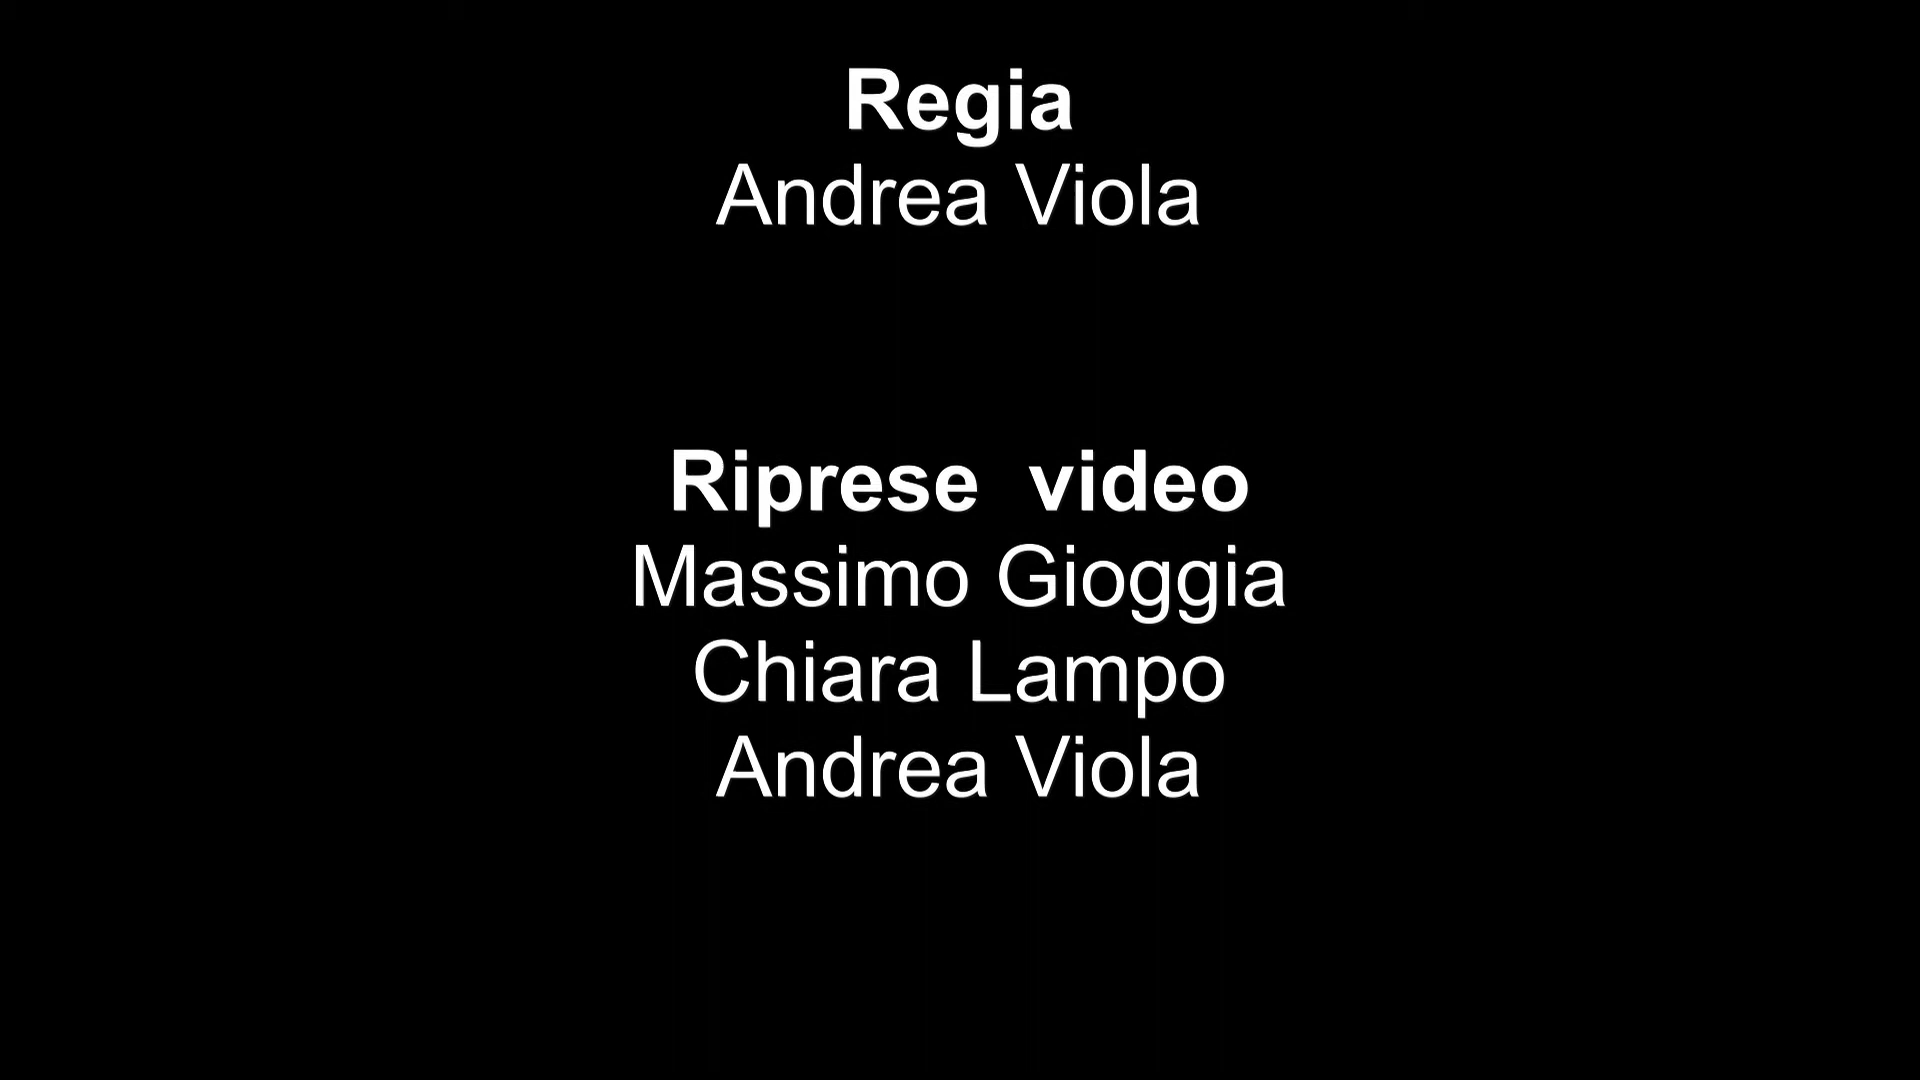 Regia
Andrea Viola
Riprese  video
Massimo Gioggia
Chiara Lampo
Andrea Viola